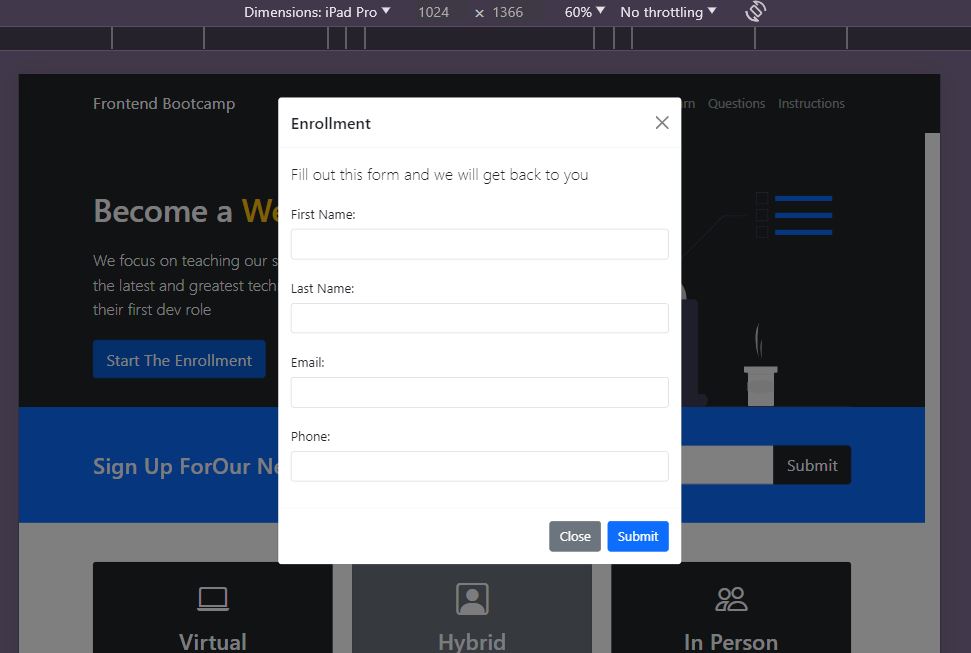 Dimensions: iPad Pro 1024 × 1366 60% No throttling
Frontend Bootcamp Questions Instructions
Enrollment
Fill out this form and we will get back to you
First Name:
Last Name:
Email:
Phone:
Close Submit
Become a We
We focus on teaching our s
the latest and greatest tech
their first dev role
Start The Enrollment
Sign Up ForOur Ne
Submit
Virtual Hybrid In Person